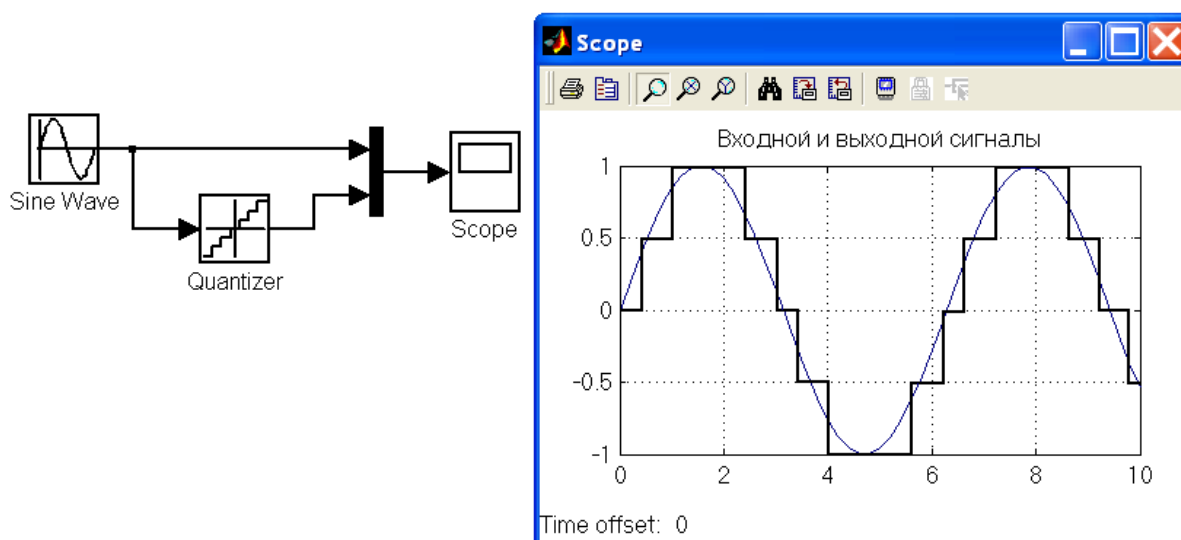 Sine Wave
Quantizer
Scope
Scope
Входной и выходной сигналы
1
0.5
0
-0.5
-1
0 2 4 6 8 10
Time offset: 0